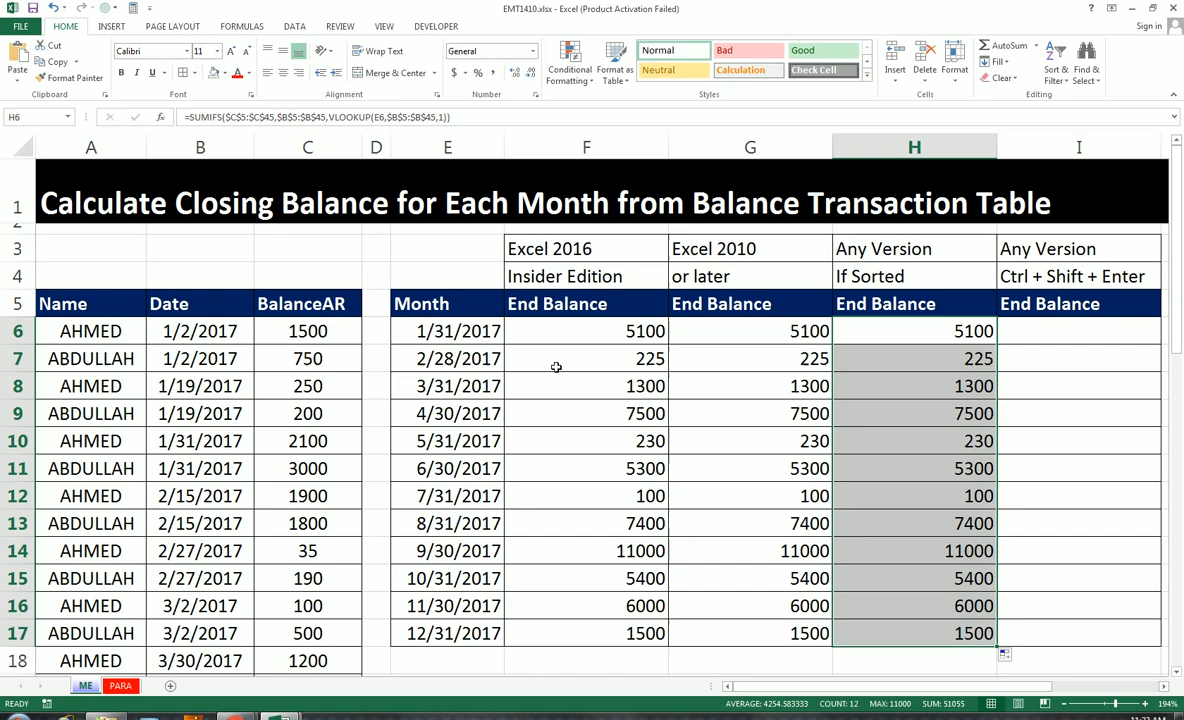 EMT1410.xlsx - Excel (Product Activation Failed)
FILE HOME INSERT PAGE LAYOUT FORMULAS DATA REVIEW VIEW DEVELOPER Sign in
Paste Cut
Copy
Format Painter
Clipboard
Calibri 11
B I U
Font
Wrap Text
Merge & Center
Alignment
General
$ % ,
Number
Conditional Formatting
Format as Table
Normal Bad Good
Neutral Calculation Check Cell
Styles
Insert Delete Format
Cells
AutoSum
Fill
Clear
Sort & Filter
Find & Select
Editing
H6 fx =SUMIFS($C$5:$C$45,$B$5:$B$45,VLOOKUP(E6,$B$5:$B$45,1))
A B C D E F G H I
1 Calculate Closing Balance for Each Month from Balance Transaction Table
2
3 Excel 2016 Excel 2010 Any Version Any Version
4 Insider Edition or later If Sorted Ctrl + Shift + Enter
5 Name Date BalanceAR Month End Balance End Balance End Balance End Balance
6 AHMED 1/2/2017 1500 1/31/2017 5100 5100 5100
7 ABDULLAH 1/2/2017 750 2/28/2017 225 225 225
8 AHMED 1/19/2017 250 3/31/2017 1300 1300 1300
9 ABDULLAH 1/19/2017 200 4/30/2017 7500 7500 7500
10 AHMED 1/31/2017 2100 5/31/2017 230 230 230
11 ABDULLAH 1/31/2017 3000 6/30/2017 5300 5300 5300
12 AHMED 2/15/2017 1900 7/31/2017 100 100 100
13 ABDULLAH 2/15/2017 1800 8/31/2017 7400 7400 7400
14 AHMED 2/27/2017 35 9/30/2017 11000 11000 11000
15 ABDULLAH 2/27/2017 190 10/31/2017 5400 5400 5400
16 AHMED 3/2/2017 100 11/30/2017 6000 6000 6000
17 ABDULLAH 3/2/2017 500 12/31/2017 1500 1500 1500
18 AHMED 3/30/2017 1200
ME PARA
READY AVERAGE: 4254.583333 COUNT: 12 MAX: 11000 SUM: 51055 194%